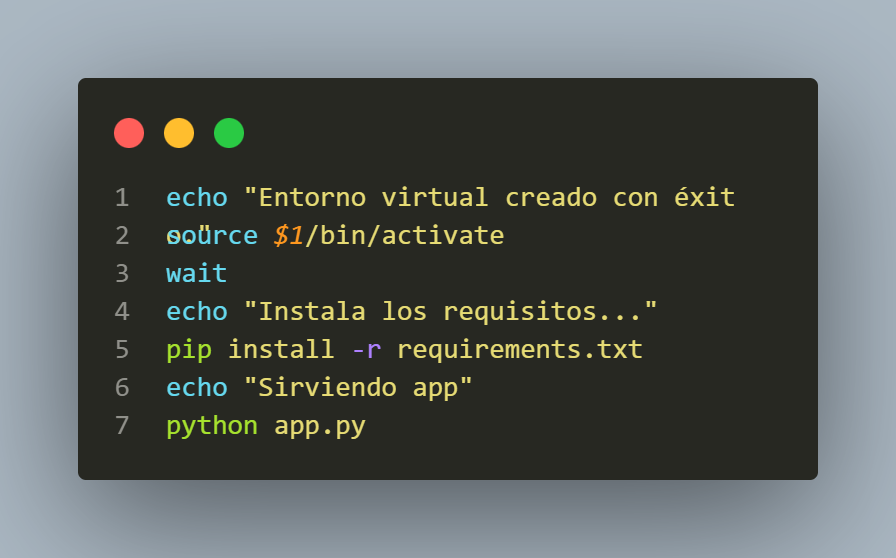 1 echo "Entorno virtual creado con éxito."
2 source $1/bin/activate
3 wait
4 echo "Instala los requisitos..."
5 pip install -r requirements.txt
6 echo "Sirviendo app"
7 python app.py